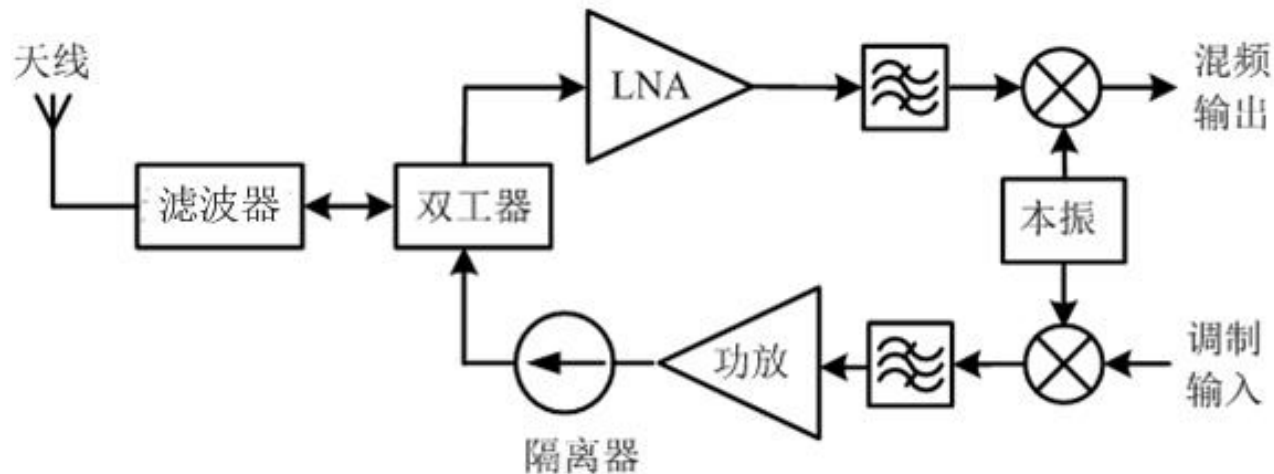 天线
LNA
混频
输出
滤波器
双工器
本振
功放
调制
输入
隔离器